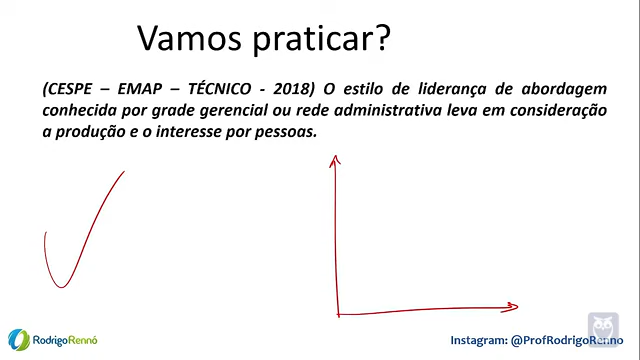 Vamos praticar?
(CESPE – EMAP – TÉCNICO - 2018) O estilo de liderança de abordagem
conhecida por grade gerencial ou rede administrativa leva em consideração
a produção e o interesse por pessoas.
RodrigoRennó
Instagram: @ProfRodrigoRenno